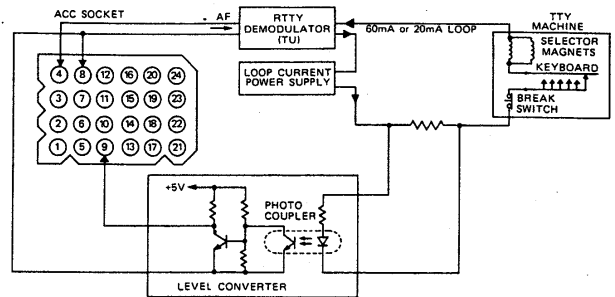 ACC SOCKET
AF
RTTY
DEMODULATOR
(TU)
60mA or 20mA LOOP
TTY
MACHINE
SELECTOR
MAGNETS
KEYBOARD
BREAK
SWITCH
LOOP CURRENT
POWER SUPPLY
4 8 12 16 20 24
3 7 11 15 19 23
2 6 10 14 18 22
1 5 9 13 17 21
+5V
PHOTO
COUPLER
LEVEL CONVERTER